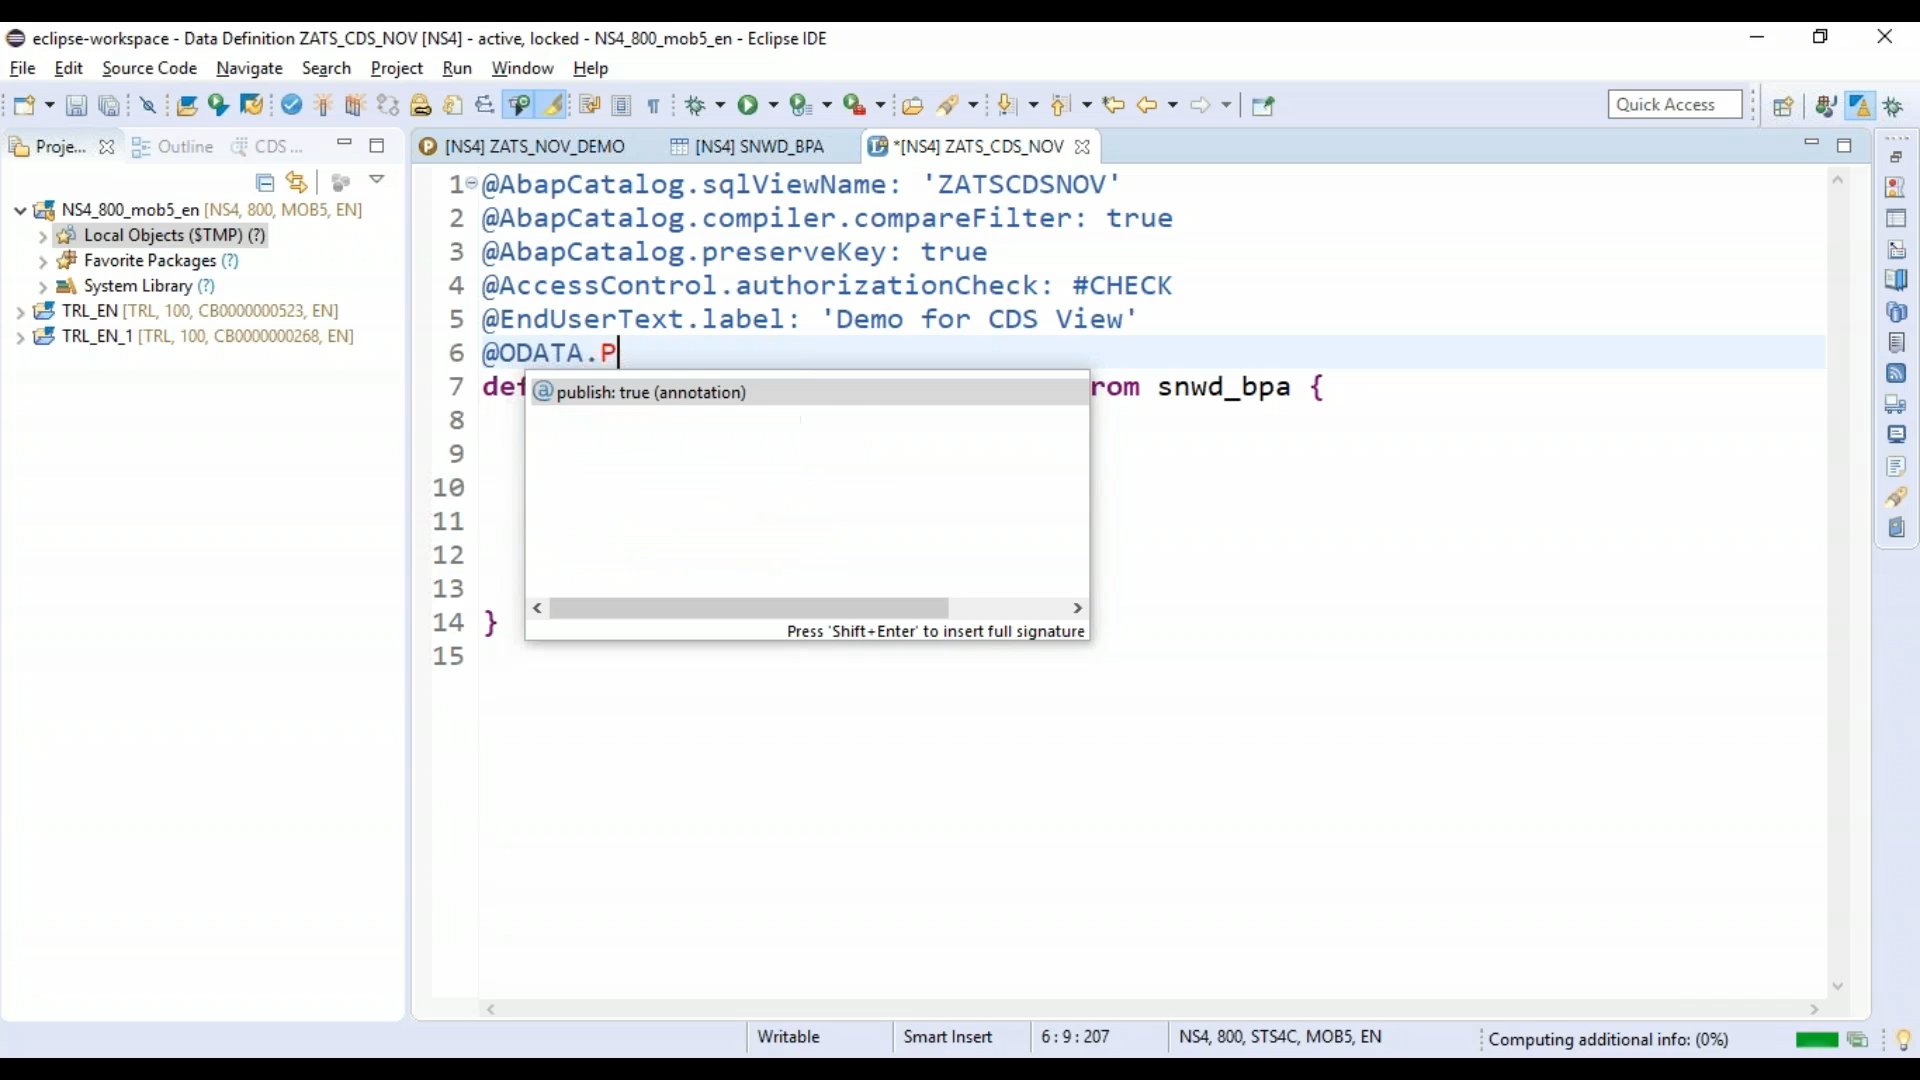 eclipse-workspace - Data Definition ZATS_CDS_NOV [NS4] - active, locked - NS4_800_mob5_en - Eclipse IDE
File Edit Source Code Navigate Search Project Run Window Help
Quick Access
Proje... Outline CDS ...
[NS4] ZATS_NOV_DEMO [NS4] SNWD_BPA *[NS4] ZATS_CDS_NOV
NS4_800_mob5_en [NS4, 800, MOB5, EN]
Local Objects ($TMP) (?)
Favorite Packages (?)
System Library (?)
TRL_EN [TRL, 100, CB0000000523, EN]
TRL_EN_1 [TRL, 100, CB0000000268, EN]
1 @AbapCatalog.sqlViewName: 'ZATSCDSNOV'
2 @AbapCatalog.compiler.compareFilter: true
3 @AbapCatalog.preserveKey: true
4 @AccessControl.authorizationCheck: #CHECK
5 @EndUserText.label: 'Demo for CDS View'
6 @ODATA.P
7 def rom snwd_bpa {
8
9
10
11
12
13
14 }
15
@ publish: true (annotation)
Press 'Shift+Enter' to insert full signature
Writable Smart Insert 6 : 9 : 207 NS4, 800, STS4C, MOB5, EN Computing additional info: (0%)